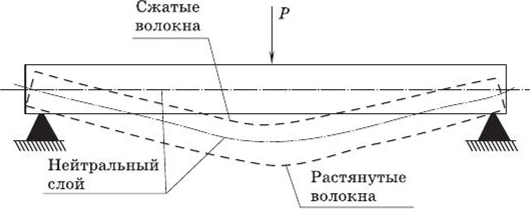 Сжатые
волокна
P
Нейтральный
слой
Растянутые
волокна